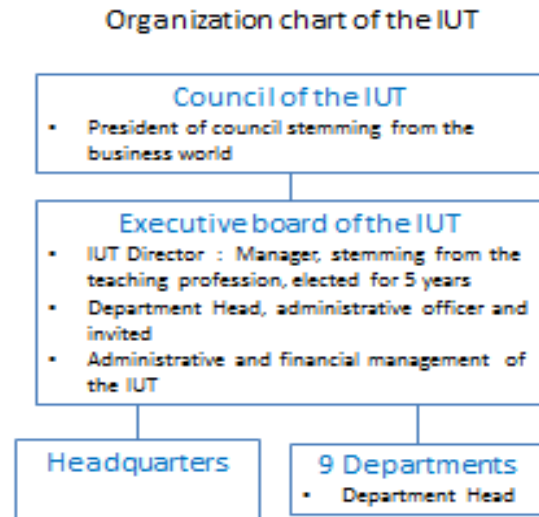 Organization chart of the IUT
Council of the IUT
▪ President of council stemming from the
business world
Executive board of the IUT
▪ IUT Director : Manager, stemming from the
teaching profession, elected for 5 years
▪ Department Head, administrative officer and
invited
▪ Administrative and financial management of
the IUT
Headquarters
9 Departments
▪ Department Head